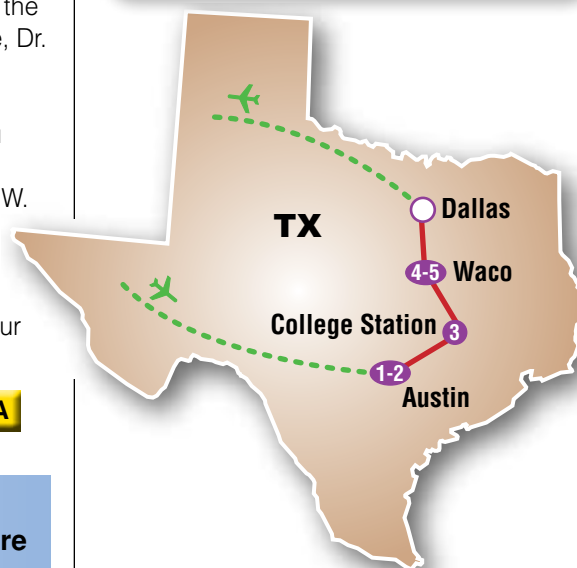 the
, Dr.
W.
ur
A
re
TX
Dallas
4-5 Waco
College Station 3
1-2
Austin